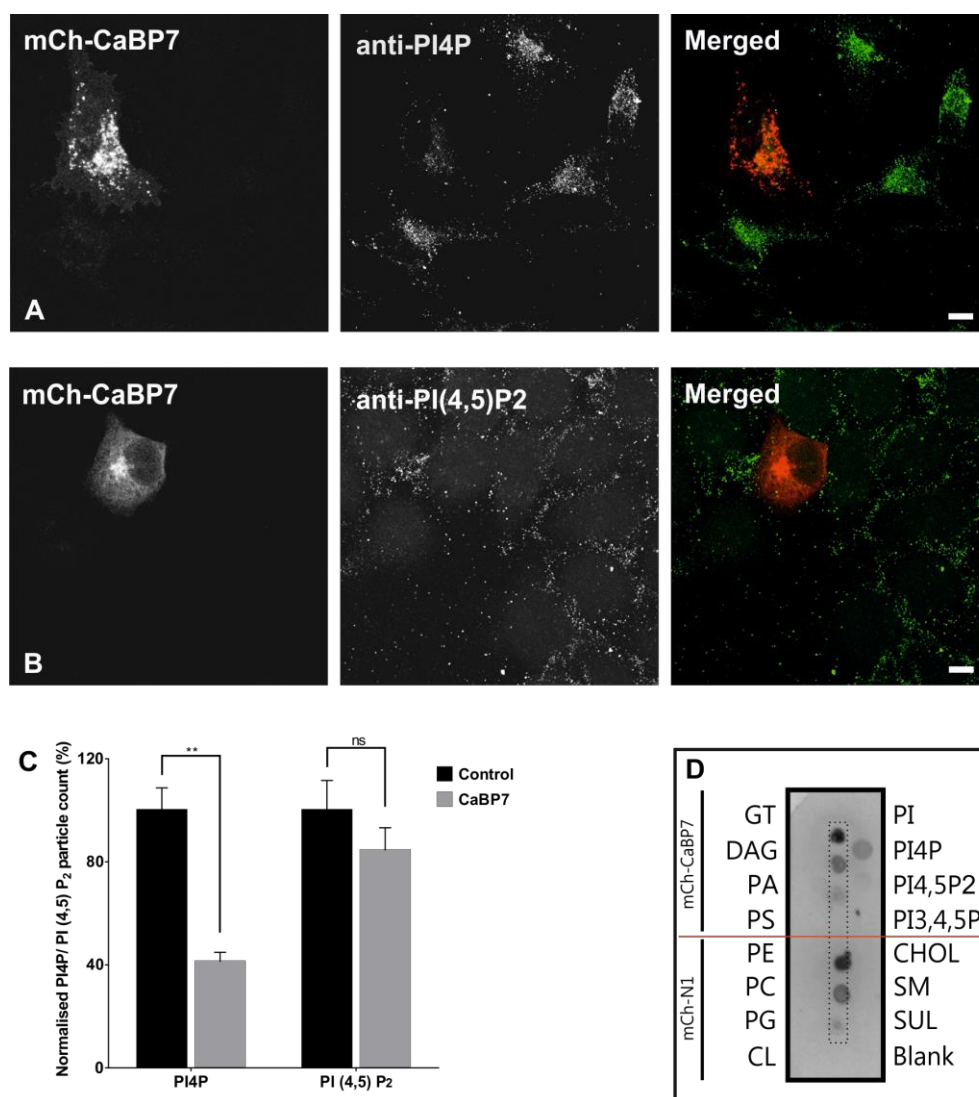 mCh-CaBP7 anti-PI4P Merged
A
mCh-CaBP7 anti-PI(4,5)P2 Merged
B
C
Normalised PI4P/ PI (4,5) P2 particle count (%)
120
80
40
0
**
ns
Control
CaBP7
PI4P PI (4,5) P2
D
mCh-CaBP7
GT PI
DAG PI4P
PA PI4,5P2
PS PI3,4,5P
mCh-N1
PE CHOL
PC SM
PG SUL
CL Blank